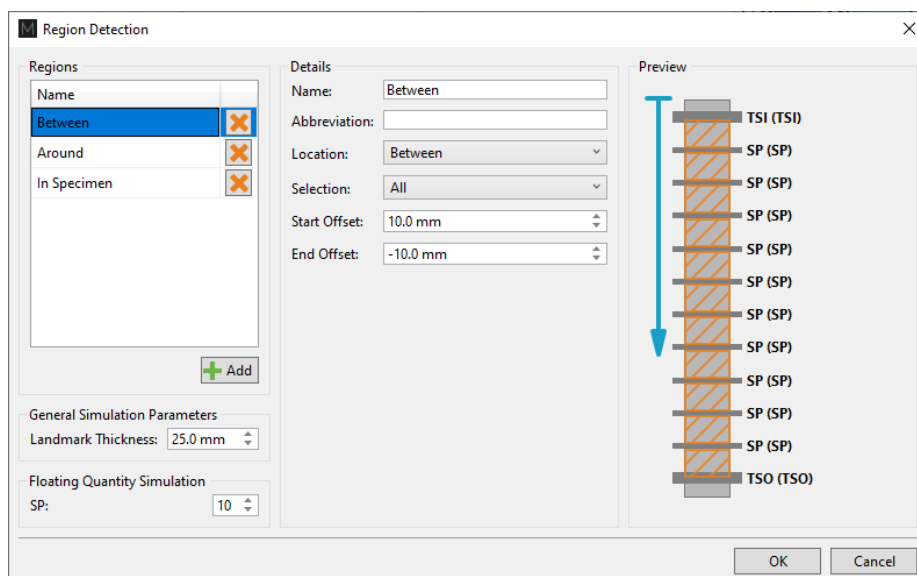 Region Detection
Regions
Name
Between
Around
In Specimen
Add
General Simulation Parameters
Landmark Thickness: 25.0 mm
Floating Quantity Simulation
SP: 10
Details
Name: Between
Abbreviation:
Location: Between
Selection: All
Start Offset: 10.0 mm
End Offset: -10.0 mm
Preview
TSI (TSI)
SP (SP)
SP (SP)
SP (SP)
SP (SP)
SP (SP)
SP (SP)
SP (SP)
SP (SP)
SP (SP)
SP (SP)
TSO (TSO)
OK
Cancel